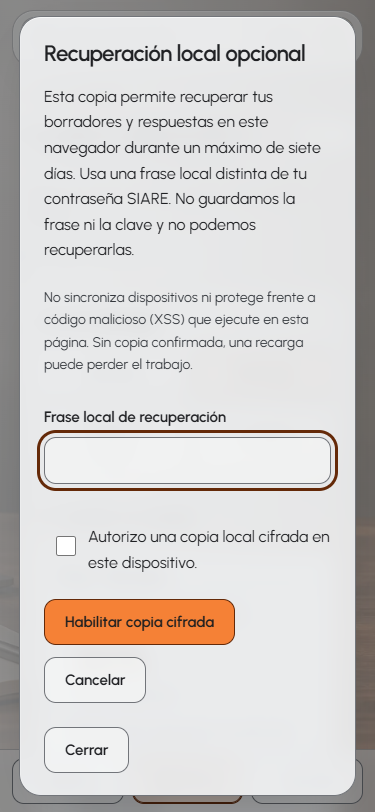 Recuperación local opcional
Esta copia permite recuperar tus
borradores y respuestas en este
navegador durante un máximo de siete
días. Usa una frase local distinta de tu
contraseña SIARE. No guardamos la
frase ni la clave y no podemos
recuperarlas.
No sincroniza dispositivos ni protege frente a
código malicioso (XSS) que ejecute en esta
página. Sin copia confirmada, una recarga
puede perder el trabajo.
Frase local de recuperación
Autorizo una copia local cifrada en
este dispositivo.
Habilitar copia cifrada
Cancelar
Cerrar